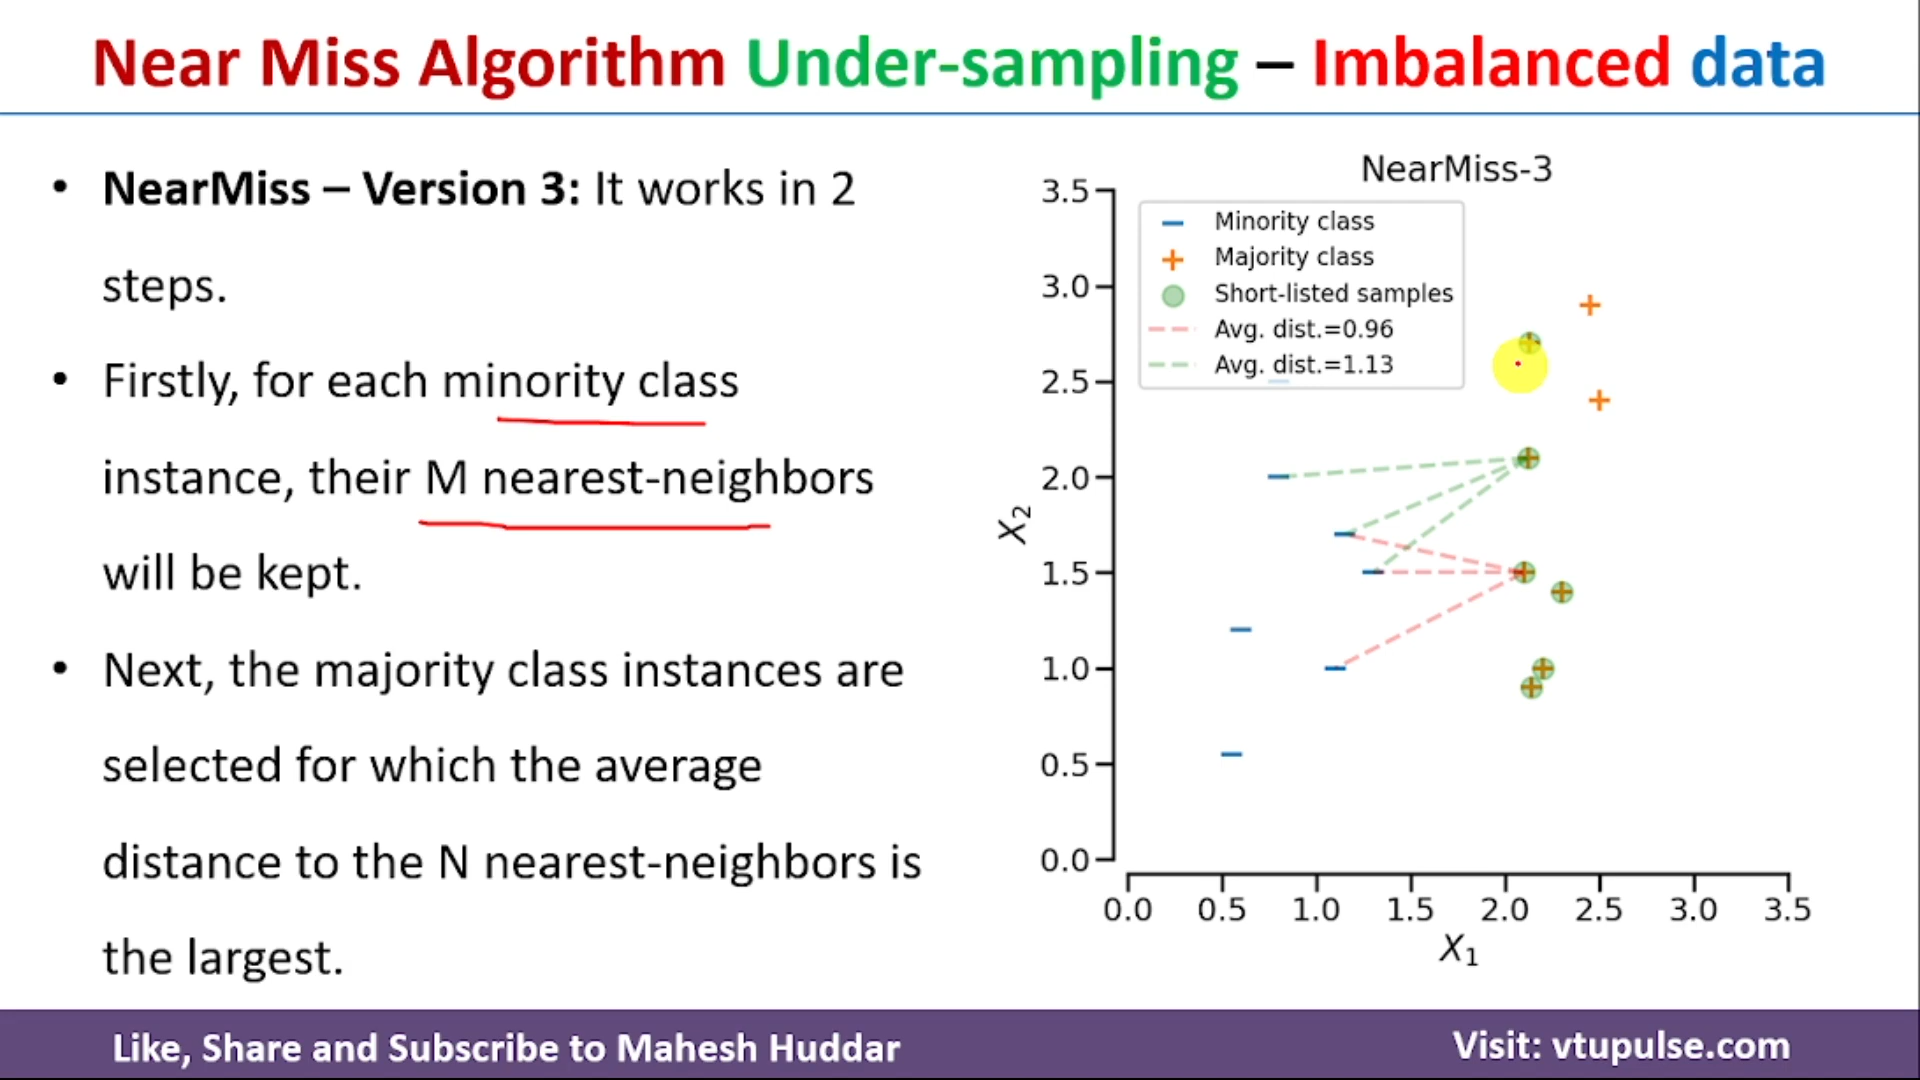 Near Miss Algorithm Under-sampling – Imbalanced data
• NearMiss – Version 3: It works in 2
steps.
• Firstly, for each minority class
instance, their M nearest-neighbors
will be kept.
• Next, the majority class instances are
selected for which the average
distance to the N nearest-neighbors is
the largest.
NearMiss-3
Minority class
Majority class
Short-listed samples
Avg. dist.=0.96
Avg. dist.=1.13
3.5
3.0
2.5
2.0
1.5
1.0
0.5
0.0
X₂
0.0 0.5 1.0 1.5 2.0 2.5 3.0 3.5
X₁
Like, Share and Subscribe to Mahesh Huddar
Visit: vtupulse.com